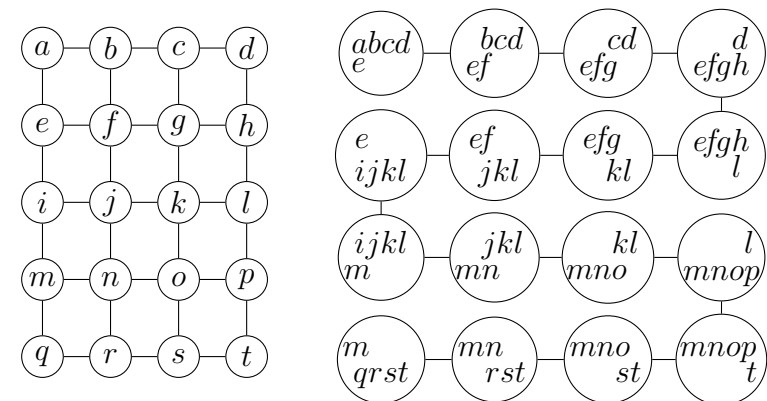 a b c d
e f g h
i j k l
m n o p
q r s t
abcd
e
bcd
ef
cd
efg
d
efgh
e
ijkl
ef
jkl
efg
kl
efgh
l
ijkl
m
jkl
mn
kl
mno
l
mnop
m
qrst
mn
rst
mno
st
mnop
t